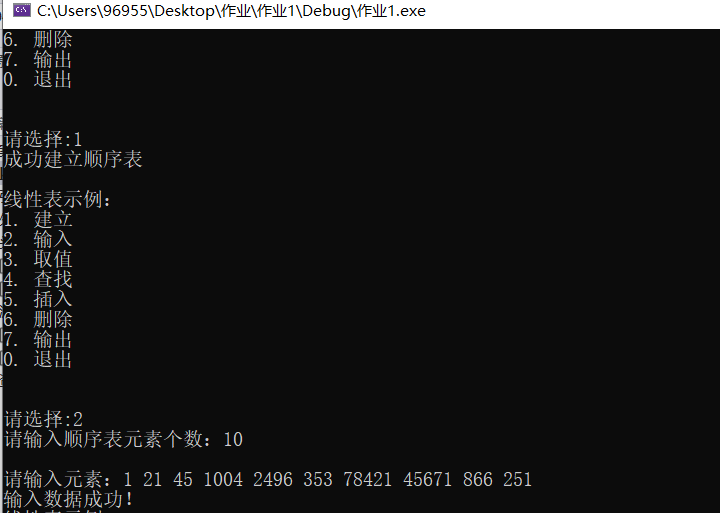 C:\Users\96955\Desktop\作业\作业1\Debug\作业1.exe
6. 删除
7. 输出
0. 退出
请选择:1
成功建立顺序表
线性表示例:
1. 建立
2. 输入
3. 取值
4. 查找
5. 插入
6. 删除
7. 输出
0. 退出
请选择:2
请输入顺序表元素个数: 10
请输入元素: 1 21 45 1004 2496 353 78421 45671 866 251
输入数据成功!